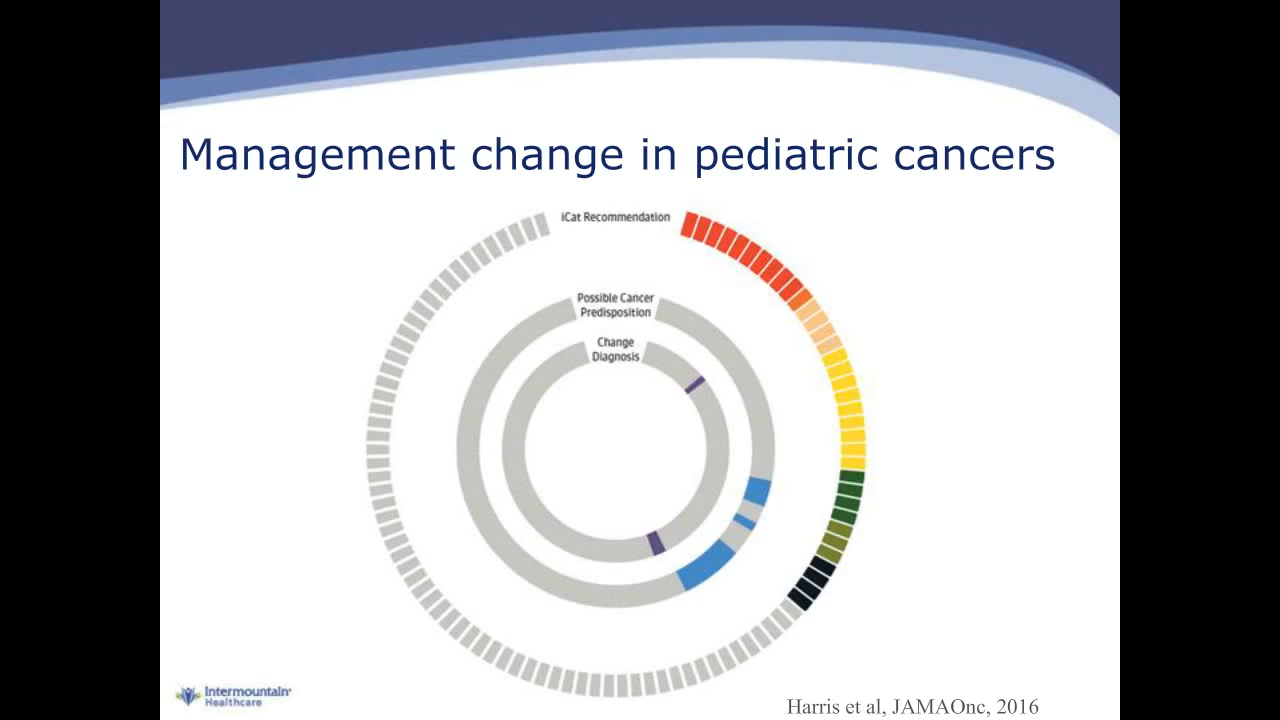 Management change in pediatric cancers
iCat Recommendation
Possible Cancer
Predisposition
Change
Diagnosis
Intermountain
Healthcare
Harris et al, JAMAOnc, 2016